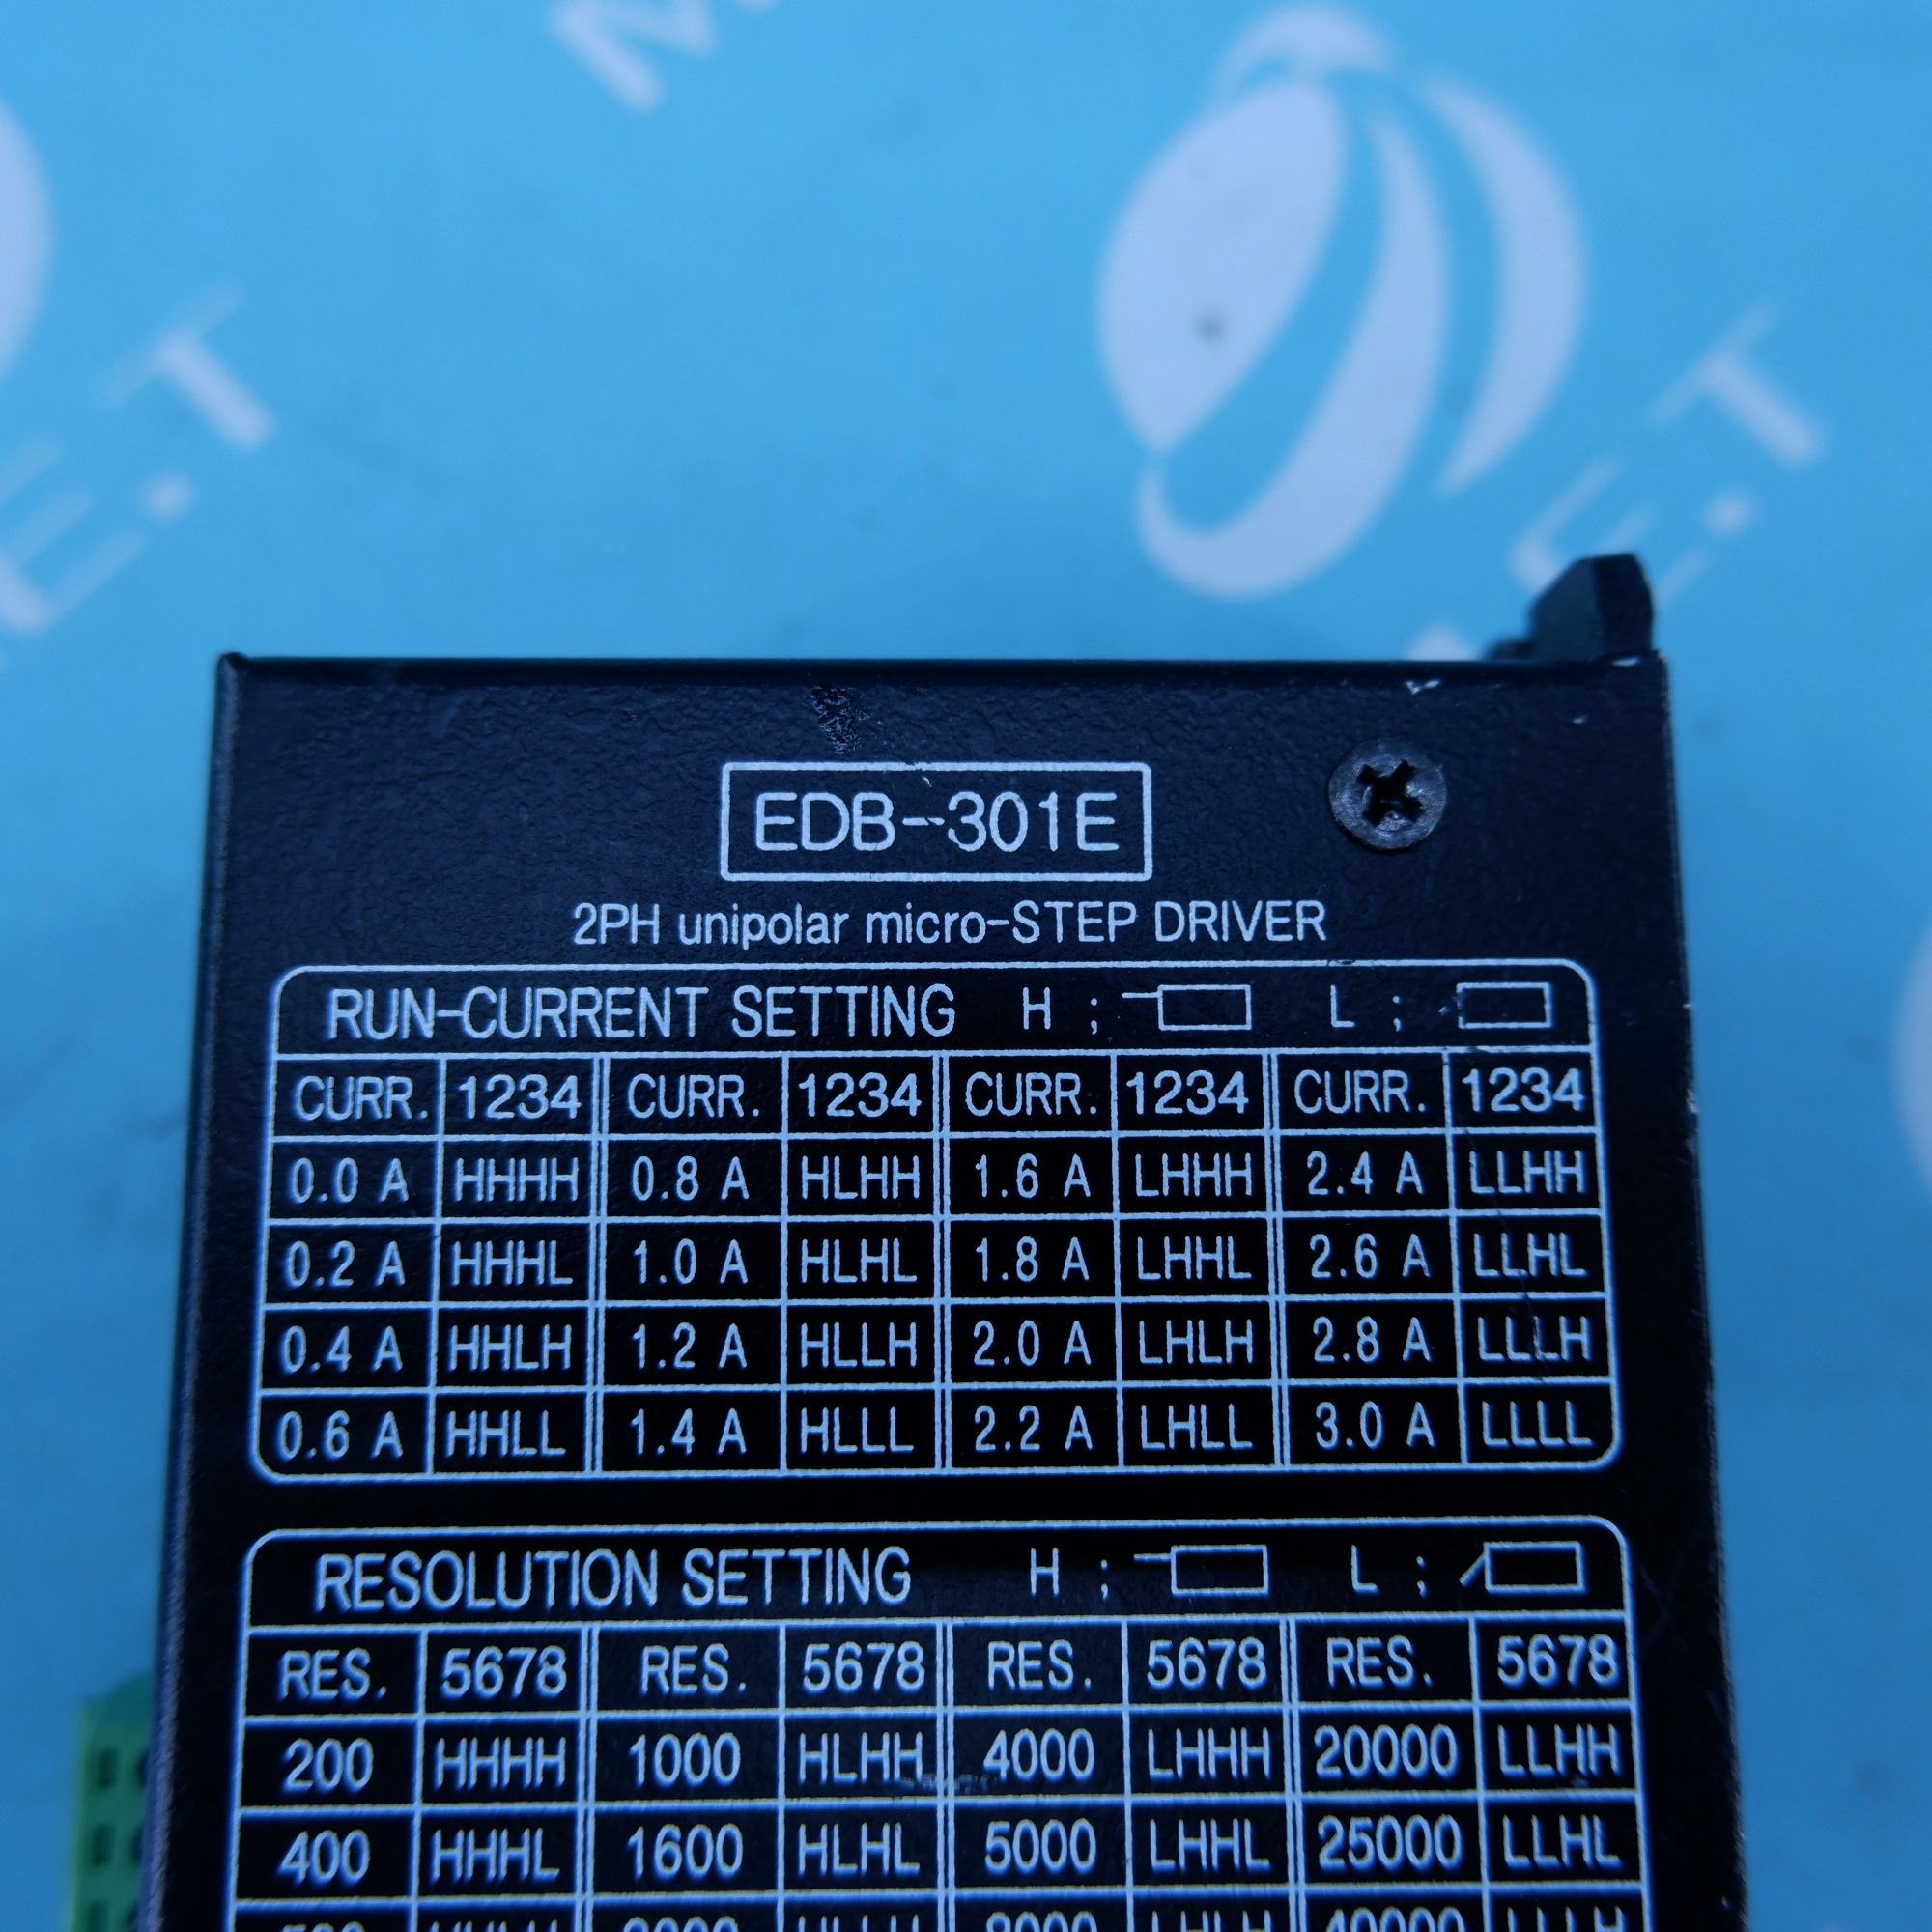 M
E.T
E.T
EDB-301E
2PH unipolar micro-STEP DRIVER
RUN-CURRENT SETTING H ; L ;
CURR. 1234 CURR. 1234 CURR. 1234 CURR. 1234
0.0 A HHHH 0.8 A HLHH 1.6 A LHHH 2.4 A LLHH
0.2 A HHHL 1.0 A HLHL 1.8 A LHHL 2.6 A LLHL
0.4 A HHLH 1.2 A HLLH 2.0 A LHLH 2.8 A LLLH
0.6 A HHLL 1.4 A HLLL 2.2 A LHLL 3.0 A LLLL
RESOLUTION SETTING H ; L ;
RES. 5678 RES. 5678 RES. 5678 RES. 5678
200 HHHH 1000 HLHH 4000 LHHH 20000 LLHH
400 HHHL 1600 HLHL 5000 LHHL 25000 LLHL